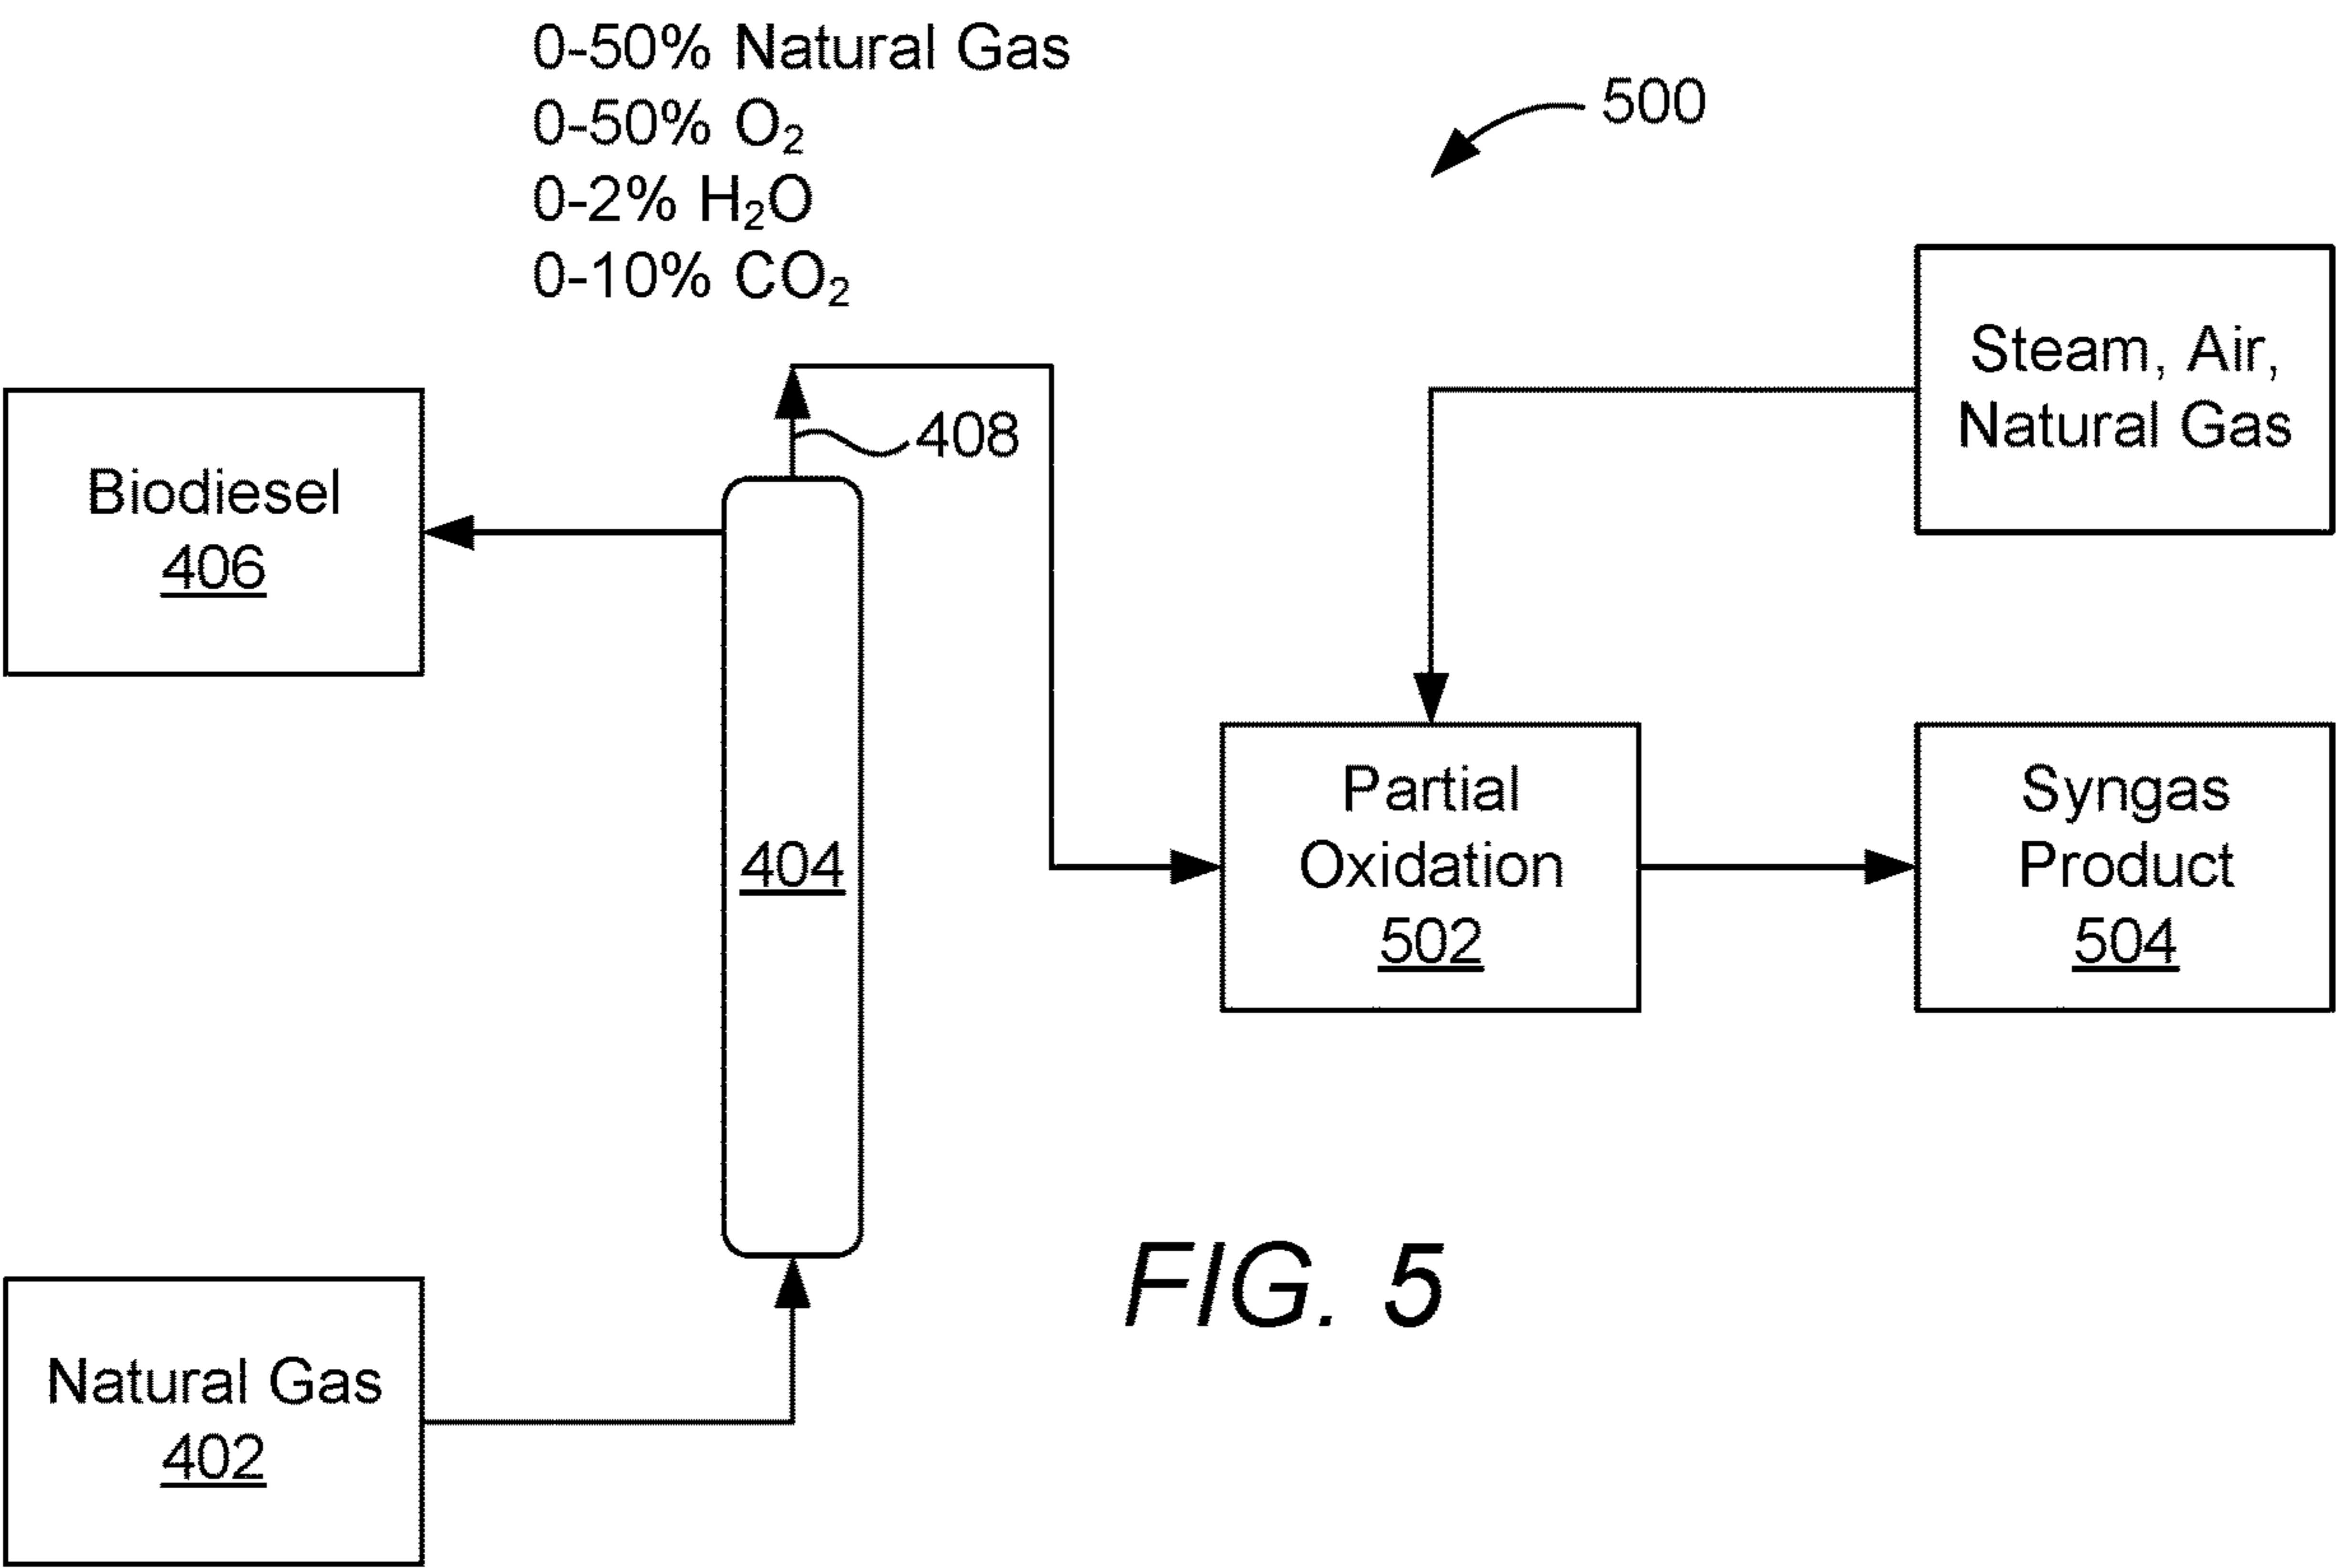 0-50% Natural Gas
0-50% O₂
0-2% H₂O
0-10% CO₂
500
Steam, Air,
Natural Gas
408
Biodiesel
406
404
Partial
Oxidation
502
Syngas
Product
504
Natural Gas
402
FIG. 5